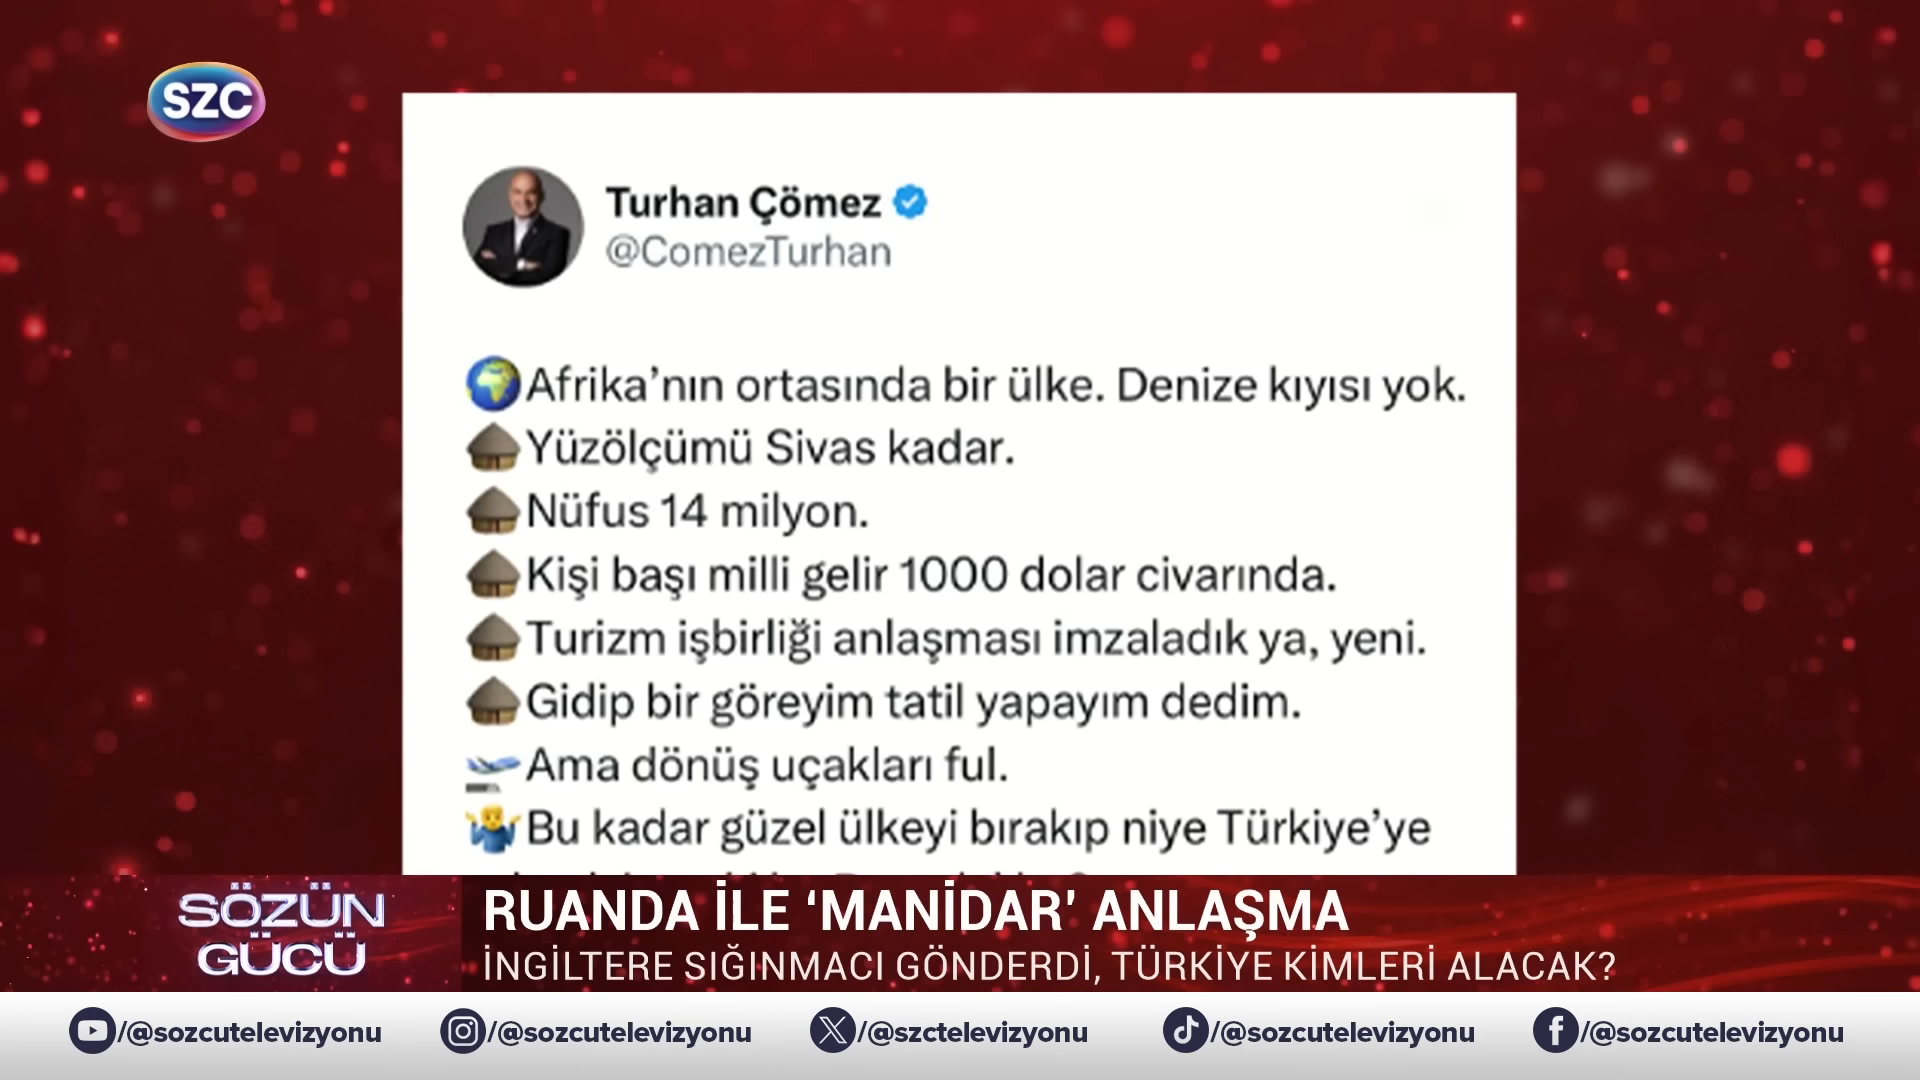 SZC
Turhan Çömez
@ComezTurhan
Afrika’nın ortasında bir ülke. Denize kıyısı yok.
Yüzölçümü Sivas kadar.
Nüfus 14 milyon.
Kişi başı milli gelir 1000 dolar civarında.
Turizm işbirliği anlaşması imzaladık ya, yeni.
Gidip bir göreyim tatil yapayım dedim.
Ama dönüş uçakları ful.
Bu kadar güzel ülkeyi bırakıp niye Türkiye’ye
SÖZÜN
GÜCÜ
RUANDA İLE ‘MANİDAR’ ANLAŞMA
İNGİLTERE SIĞINMACI GÖNDERDİ, TÜRKİYE KİMLERİ ALACAK?
/@sozcutelevizyonu
/@sozcutelevizyonu
/@szctelevizyonu
/@sozcutelevizyonu
/@sozcutelevizyonu